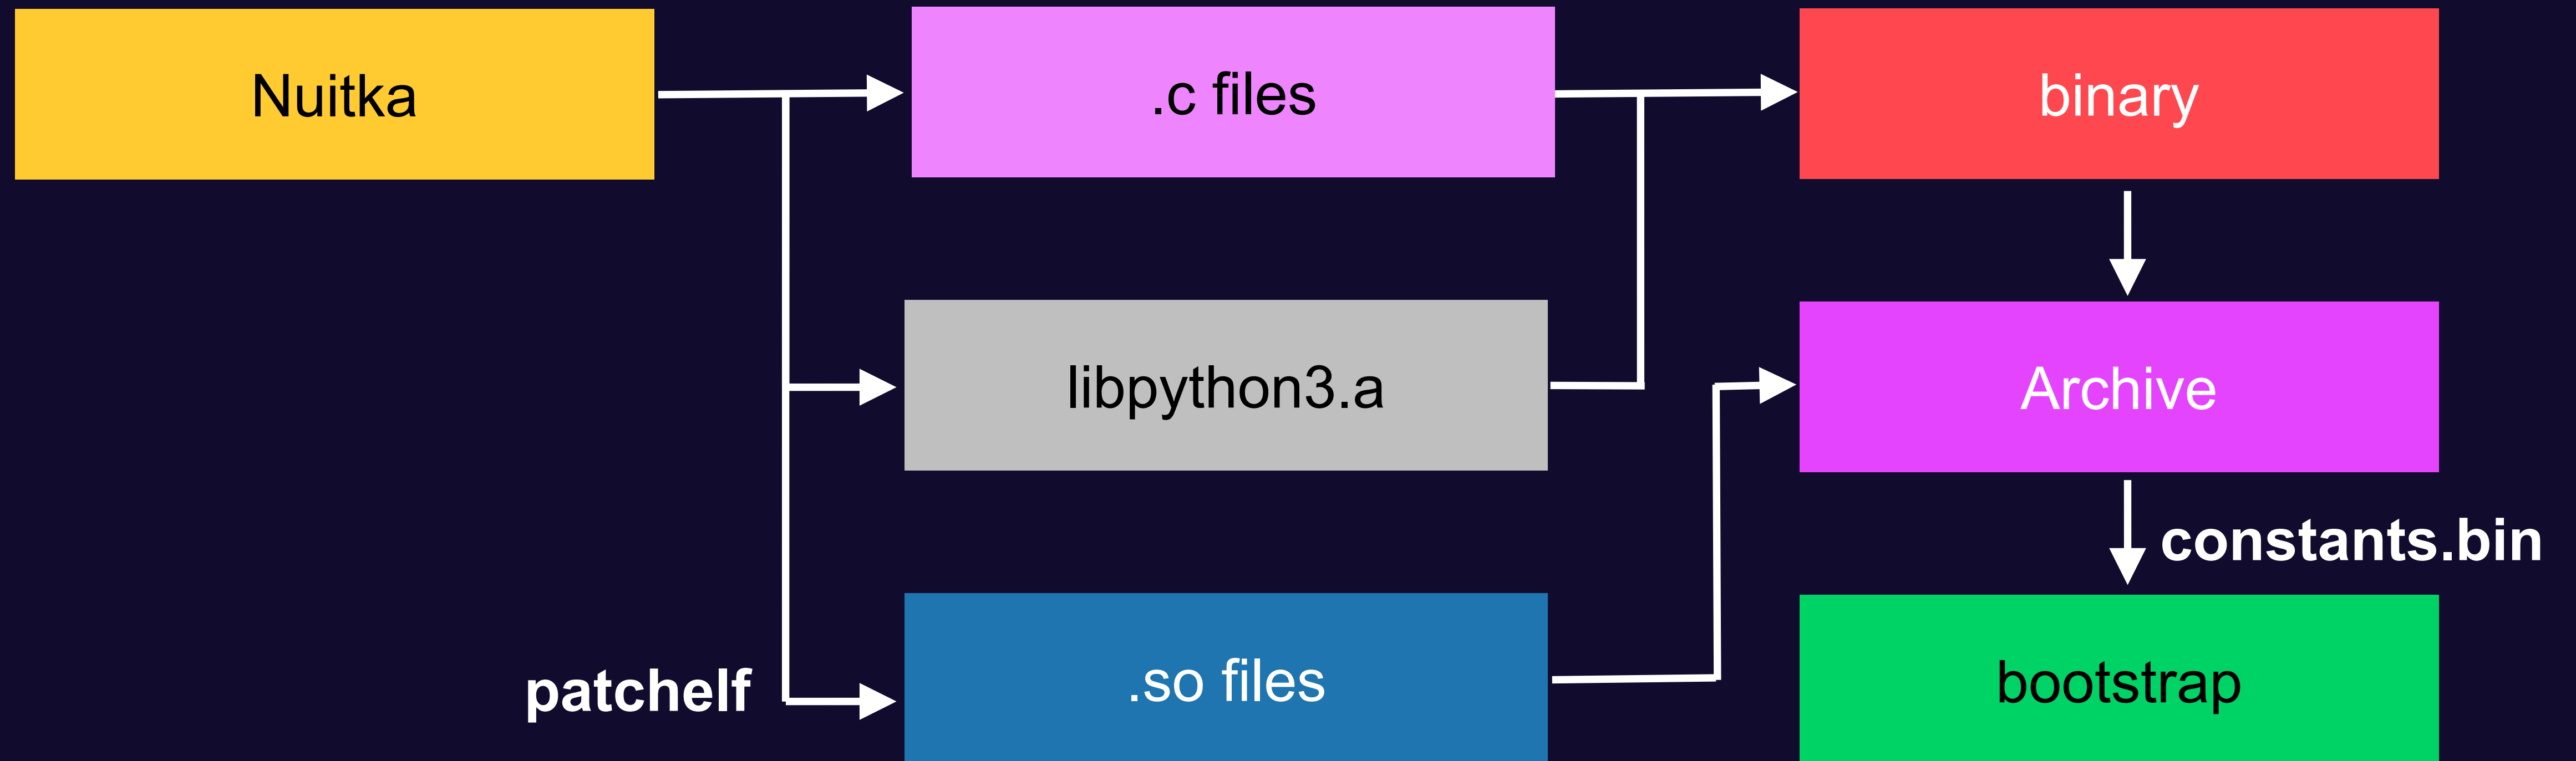 Nuitka
.c files
binary
libpython3.a
Archive
constants.bin
patchelf
.so files
bootstrap